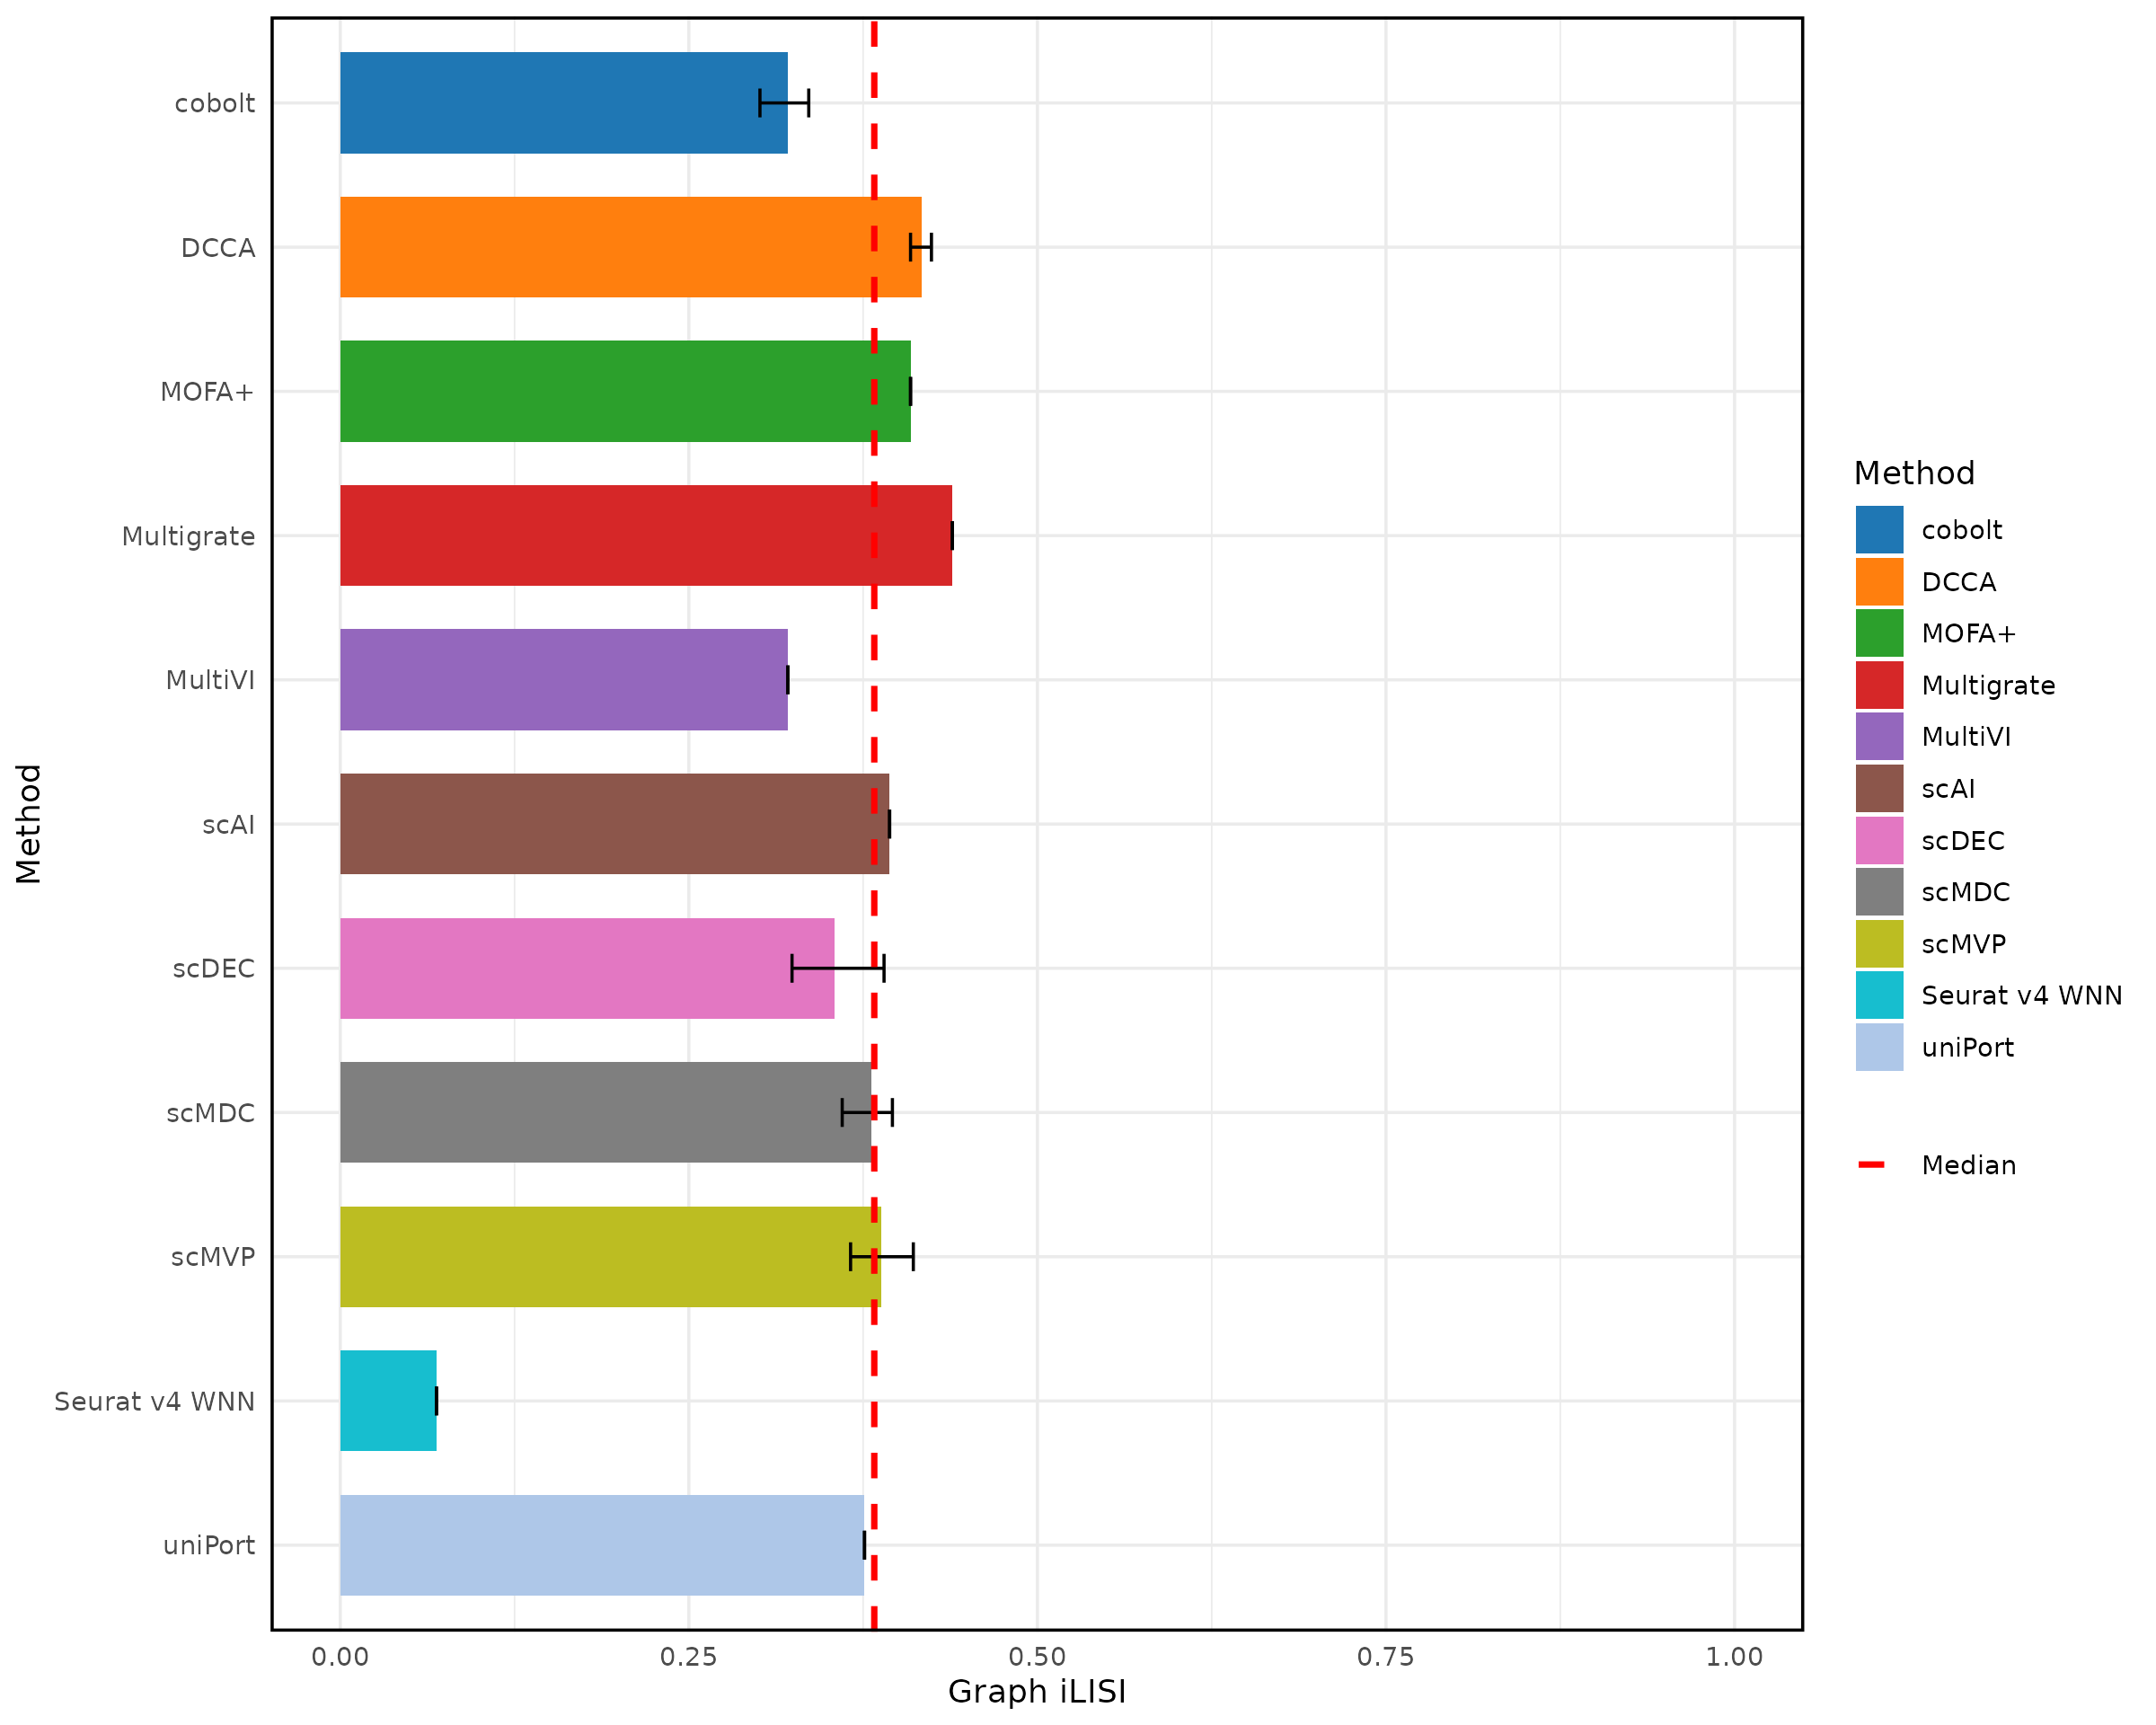 cobolt
DCCA
MOFA+
Multigrate
MultiVI
scAI
scDEC
scMDC
scMVP
Seurat v4 WNN
uniPort
Method
0.00 0.25 0.50 0.75 1.00
Graph iLISI
Method
cobolt
DCCA
MOFA+
Multigrate
MultiVI
scAI
scDEC
scMDC
scMVP
Seurat v4 WNN
uniPort
Median